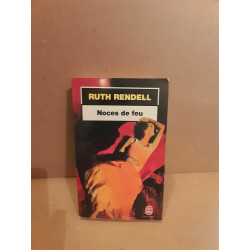 RUTH RENDELL
Noces de feu